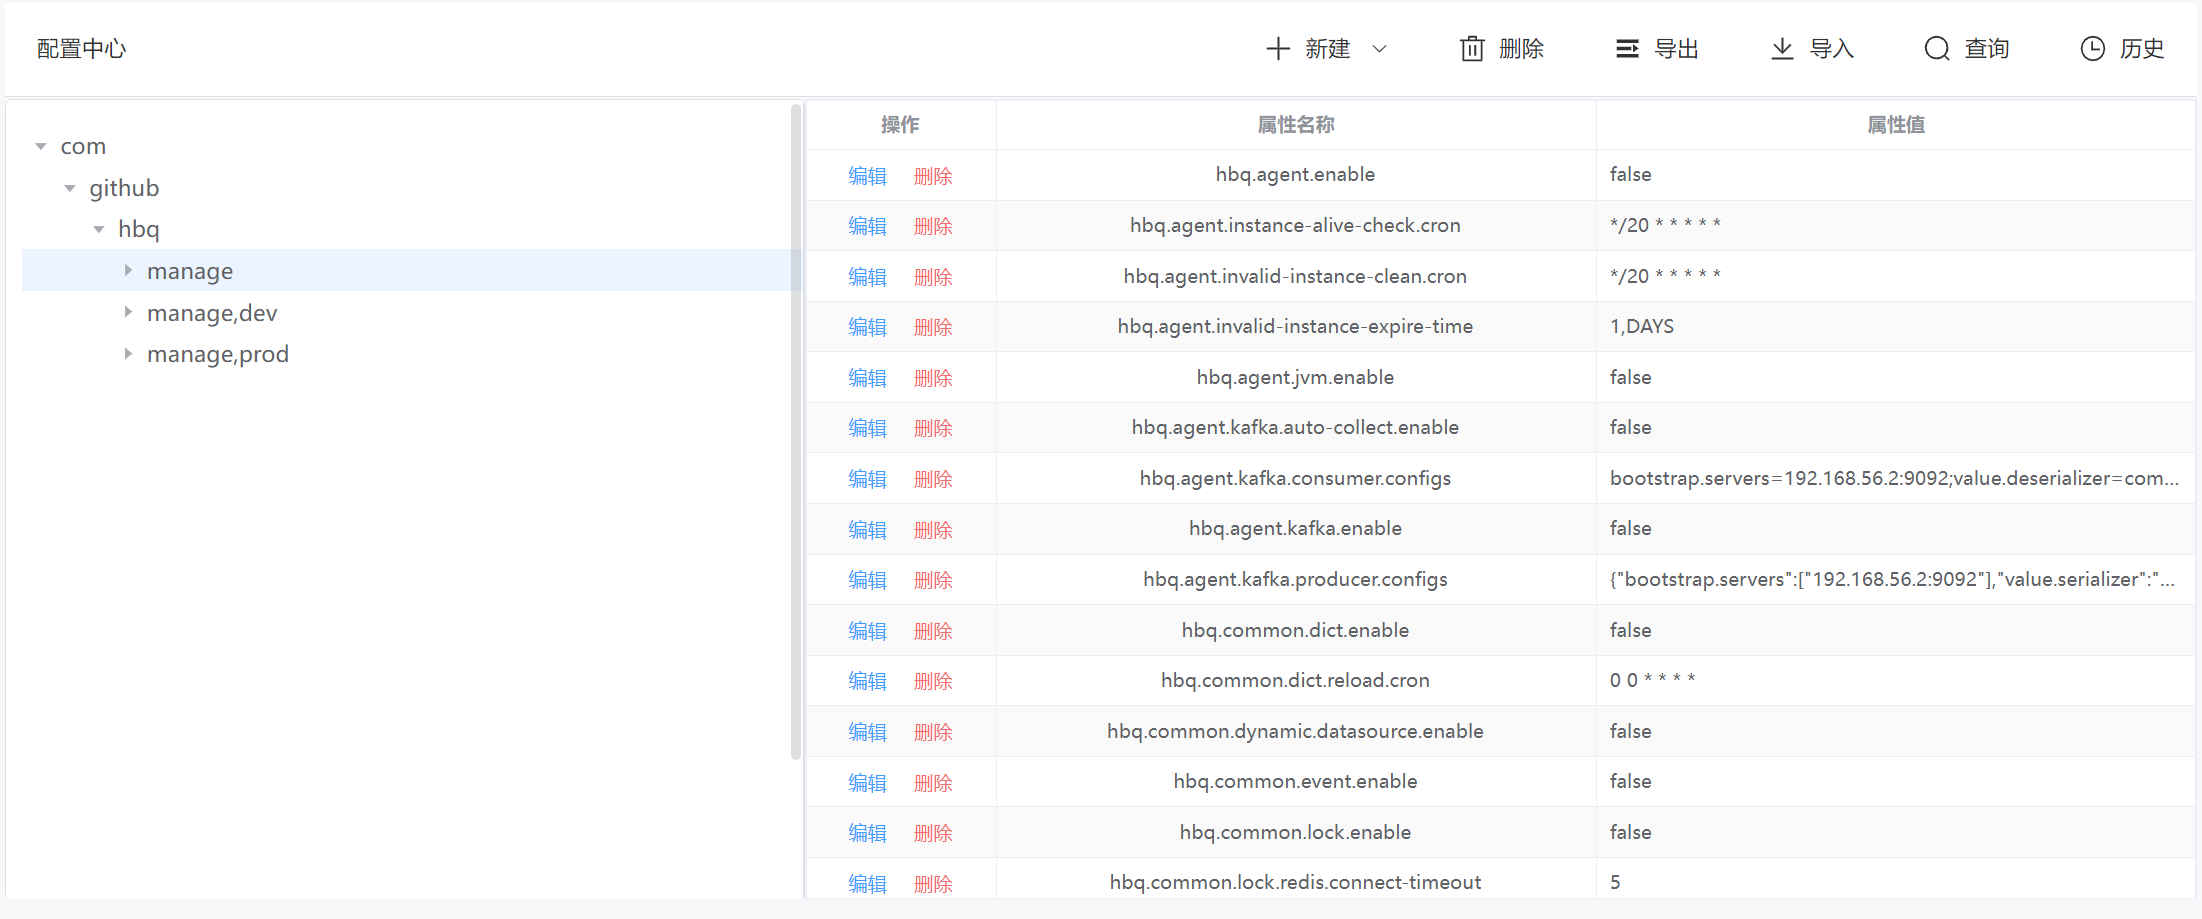 配置中心 新建 删除 导出 导入 查询 历史
com
github
hbq
manage
manage,dev
manage,prod
操作 属性名称 属性值
编辑 删除 hbq.agent.enable false
编辑 删除 hbq.agent.instance-alive-check.cron */20 * * * * *
编辑 删除 hbq.agent.invalid-instance-clean.cron */20 * * * * *
编辑 删除 hbq.agent.invalid-instance-expire-time 1,DAYS
编辑 删除 hbq.agent.jvm.enable false
编辑 删除 hbq.agent.kafka.auto-collect.enable false
编辑 删除 hbq.agent.kafka.consumer.configs bootstrap.servers=192.168.56.2:9092;value.deserializer=com...
编辑 删除 hbq.agent.kafka.enable false
编辑 删除 hbq.agent.kafka.producer.configs {"bootstrap.servers":["192.168.56.2:9092"],"value.serializer":"...
编辑 删除 hbq.common.dict.enable false
编辑 删除 hbq.common.dict.reload.cron 0 0 * * * *
编辑 删除 hbq.common.dynamic.datasource.enable false
编辑 删除 hbq.common.event.enable false
编辑 删除 hbq.common.lock.enable false
编辑 删除 hbq.common.lock.redis.connect-timeout 5